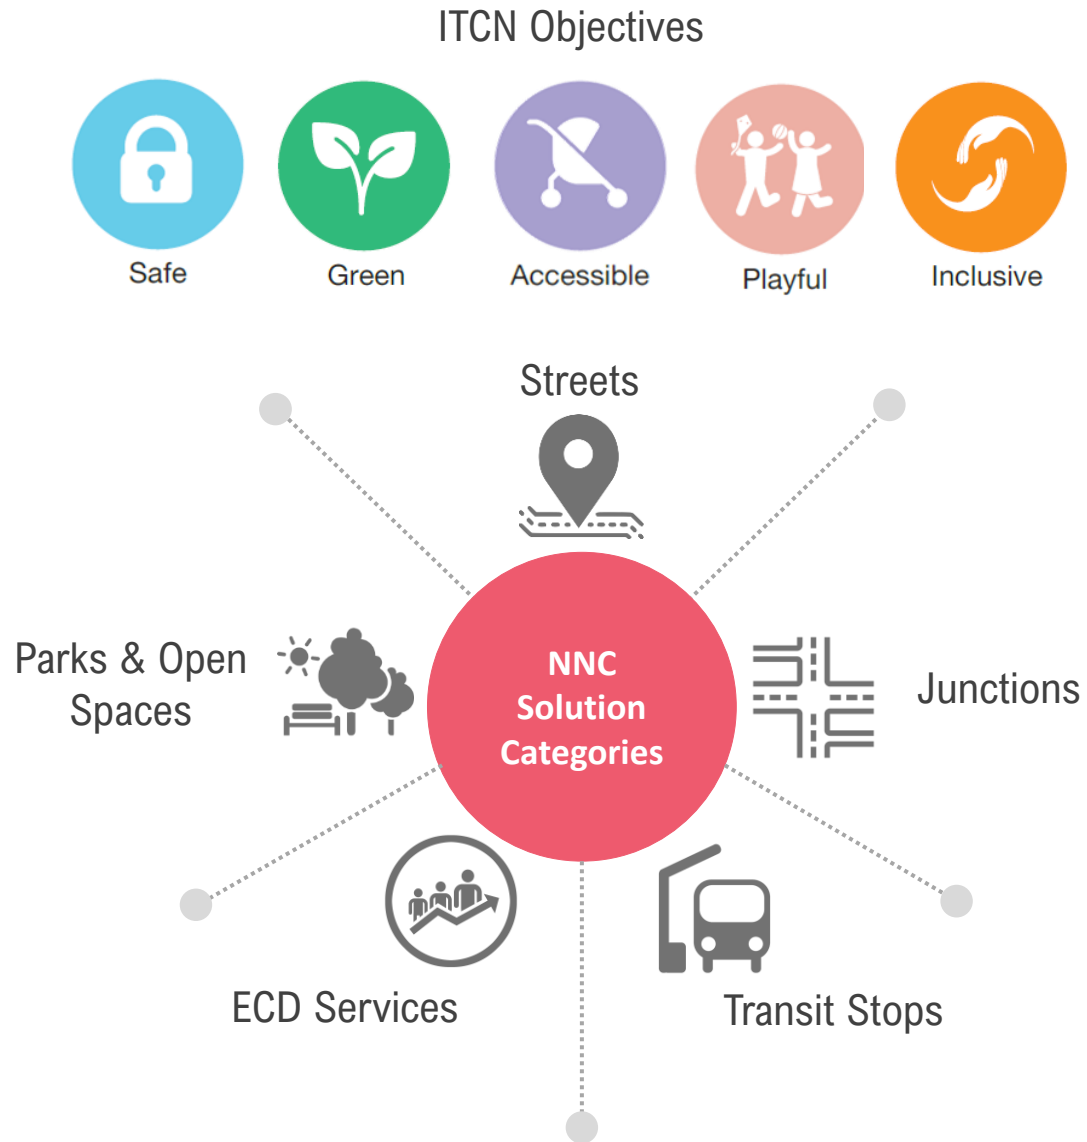 ITCN Objectives
Safe
Green
Accessible
Playful
Inclusive
Streets
Parks & Open
Spaces
NNC
Solution
Categories
Junctions
ECD Services
Transit Stops